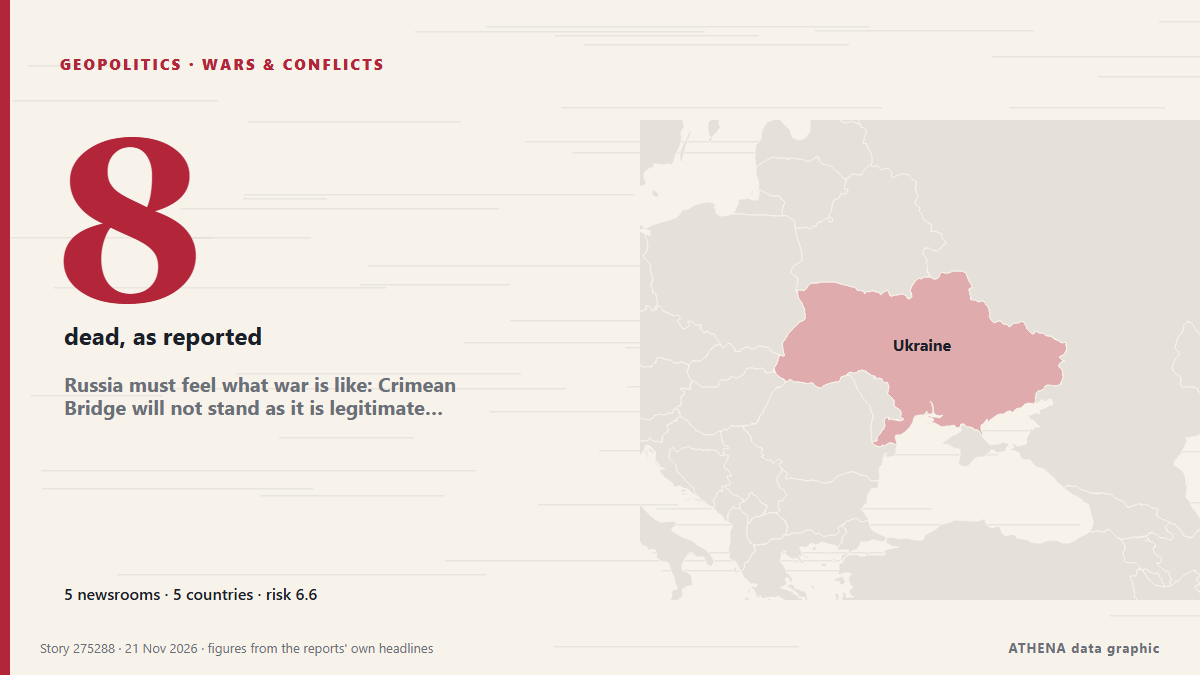 GEOPOLITICS · WARS & CONFLICTS
8
dead, as reported
Russia must feel what war is like: Crimean
Bridge will not stand as it is legitimate...
Ukraine
5 newsrooms · 5 countries · risk 6.6
Story 275288 · 21 Nov 2026 · figures from the reports' own headlines
ATHENA data graphic